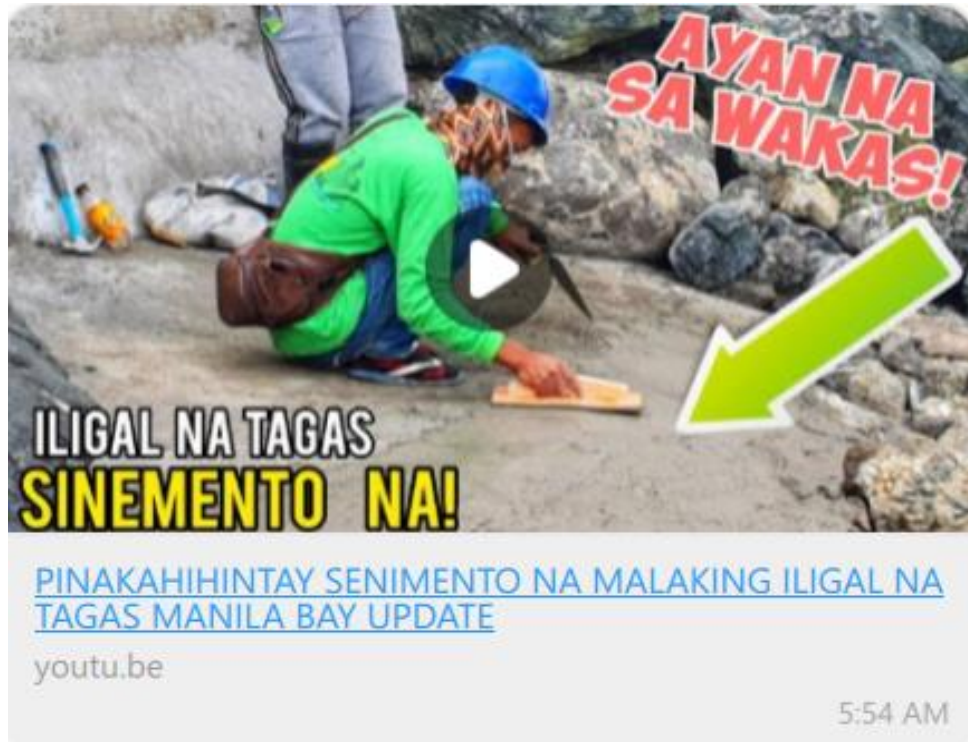 AYAN NA
SA WAKAS!
ILIGAL NA TAGAS
SINEMENTO NA!
PINAKAHIHINTAY SENIMENTO NA MALAKING ILIGAL NA
TAGAS MANILA BAY UPDATE
youtu.be
5:54 AM